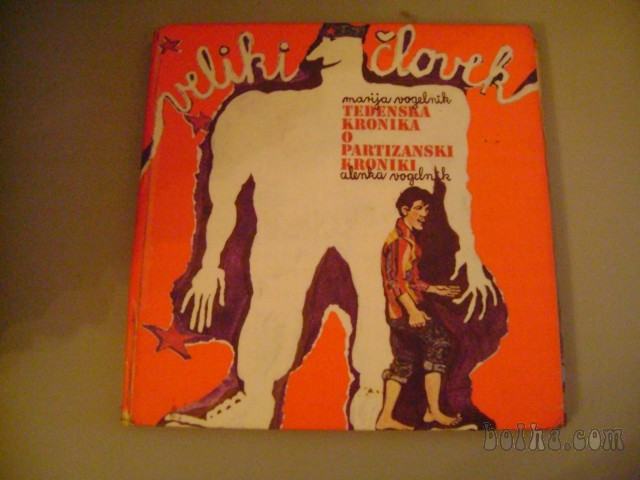 veliki človek
marija vogelnik
TEDENSKA
KRONIKA
O
PARTIZANSKI
KRONIKI
alenka vogelnik
bolha.com